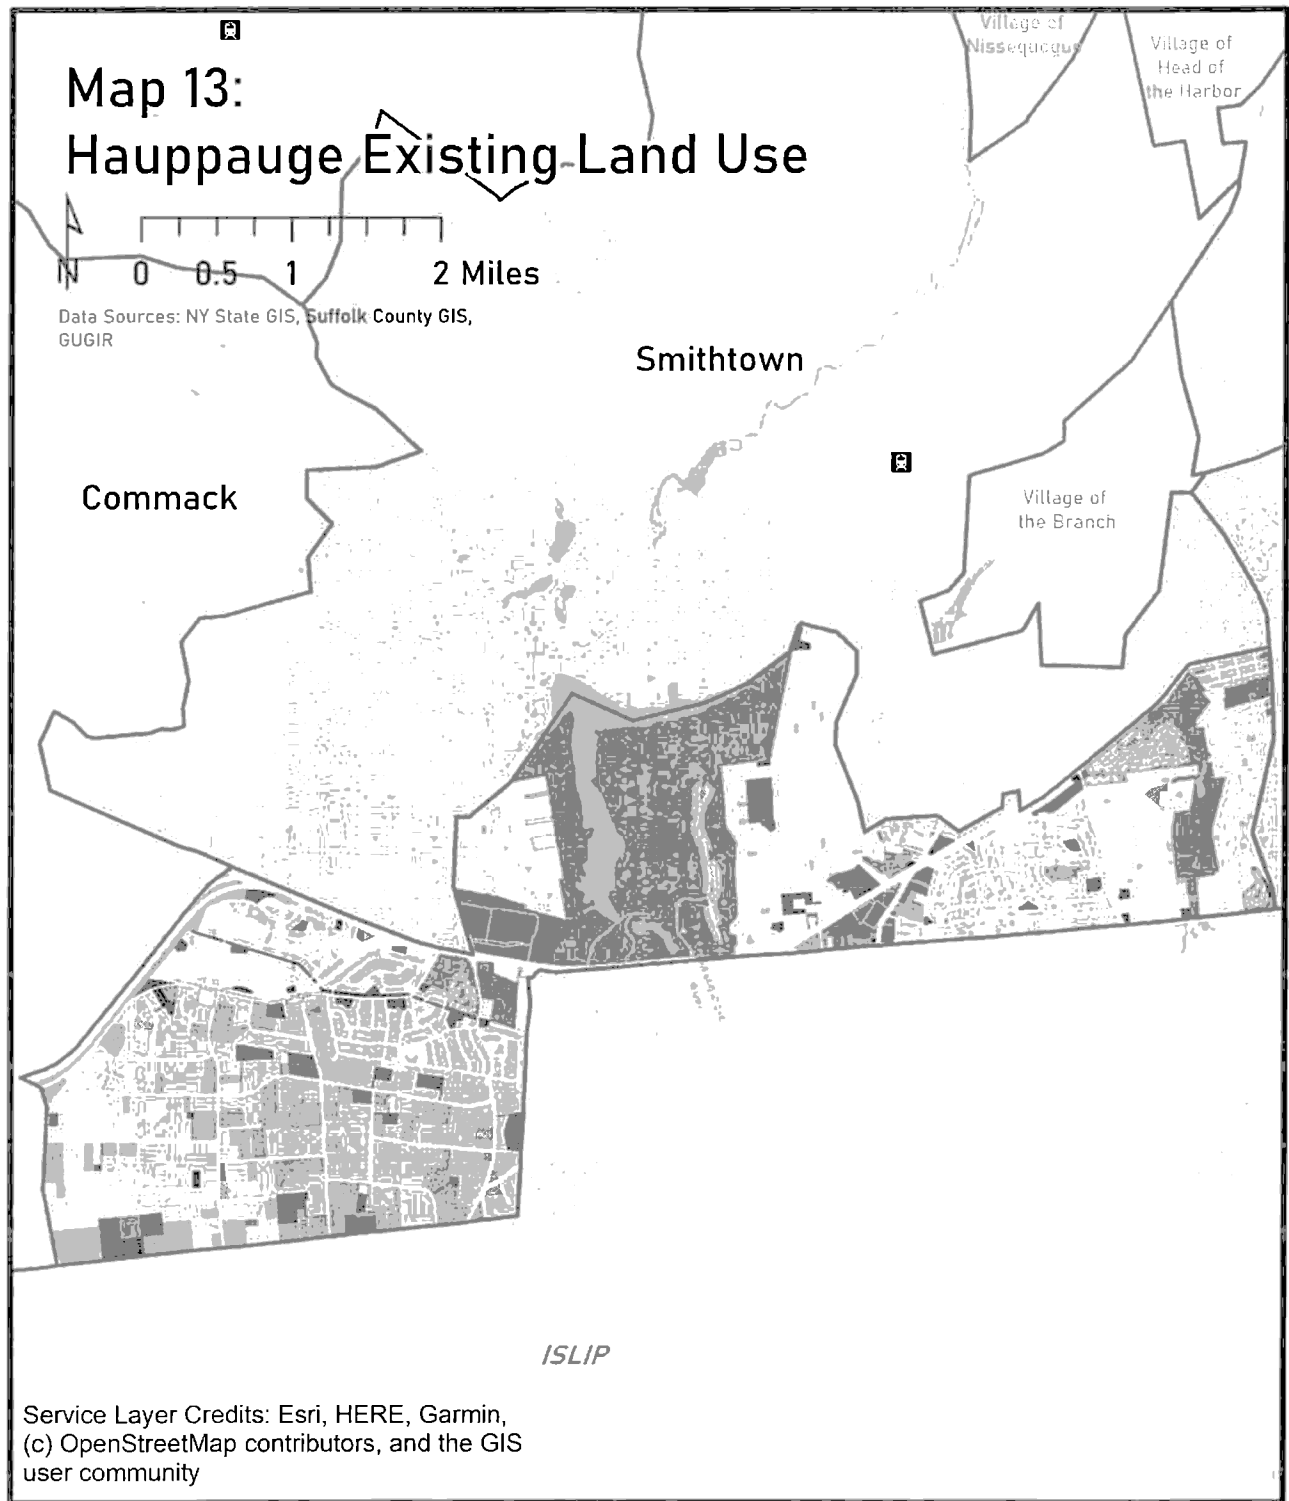 Village of
Nissequogue
Village of
Head of
the Harbor
Map 13:
Hauppauge Existing Land Use
N
0 0.5 1 2 Miles
Data Sources: NY State GIS, Suffolk County GIS,
GUGIR
Smithtown
Commack
Village of
the Branch
ISLIP
Service Layer Credits: Esri, HERE, Garmin,
(c) OpenStreetMap contributors, and the GIS
user community